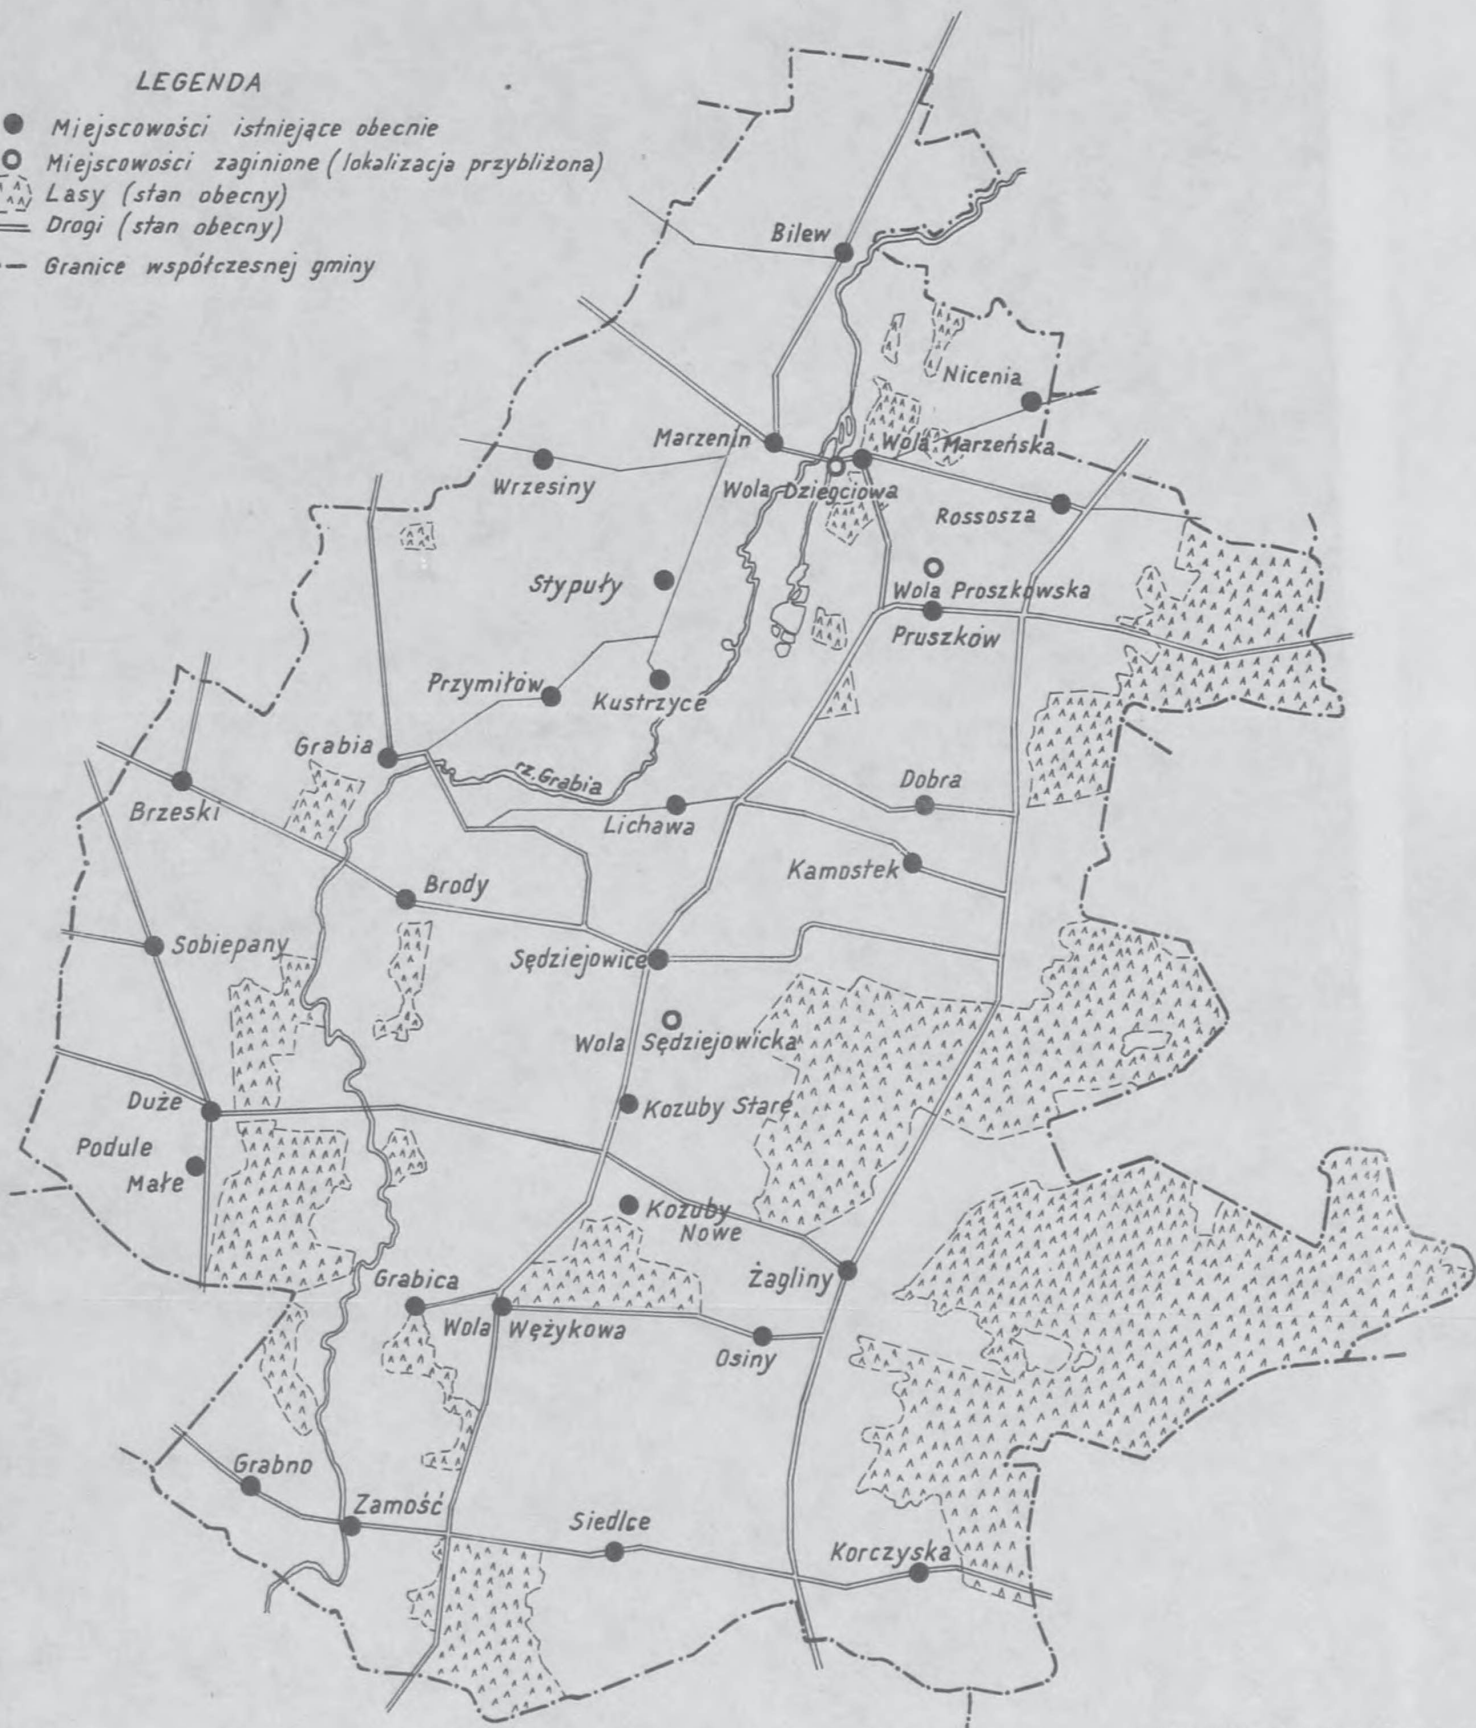 LEGENDA
Miejscowości istniejące obecnie
Miejscowości zaginione (lokalizacja przybliżona)
Lasy (stan obecny)
Drogi (stan obecny)
Granice współczesnej gminy
Bilew
Nicenia
Marzenin
Wola Marzeńska
Wrzesiny
Wola Dzięgciowa
Rossosza
Stypuły
Wola Proszkowska
Pruszków
Przymiłów
Kustrzyce
Grabia
rz. Grabia
Dobra
Brzeski
Lichawa
Kamostek
Brody
Sobiepany
Sędziejowice
Wola Sędziejowicka
Duże
Kozuby Stare
Podule
Małe
Kozuby
Nowe
Grabica
Żagliny
Wola Wężykowa
Osiny
Grabno
Zamość
Siedlce
Korczyska